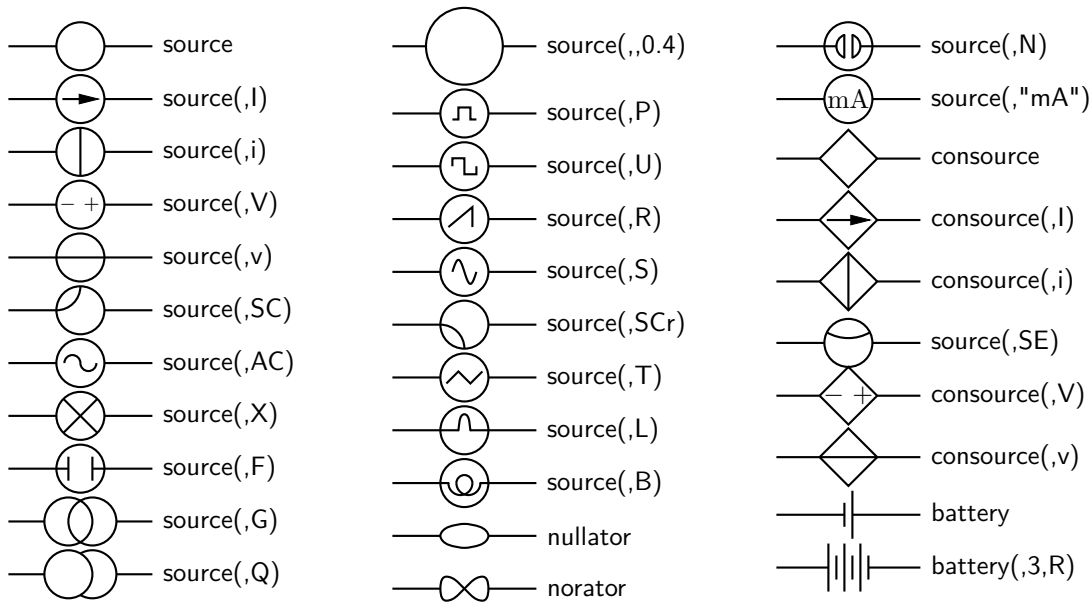 source
source(,I)
source(,i)
− + source(,V)
source(,v)
source(,SC)
source(,AC)
source(,X)
source(,F)
source(,G)
source(,Q)
source(,,0.4)
source(,P)
source(,U)
source(,R)
source(,S)
source(,SCr)
source(,T)
source(,L)
source(,B)
nullator
norator
source(,N)
mA source(,"mA")
consource
consource(,I)
consource(,i)
source(,SE)
− + consource(,V)
consource(,v)
battery
battery(,3,R)